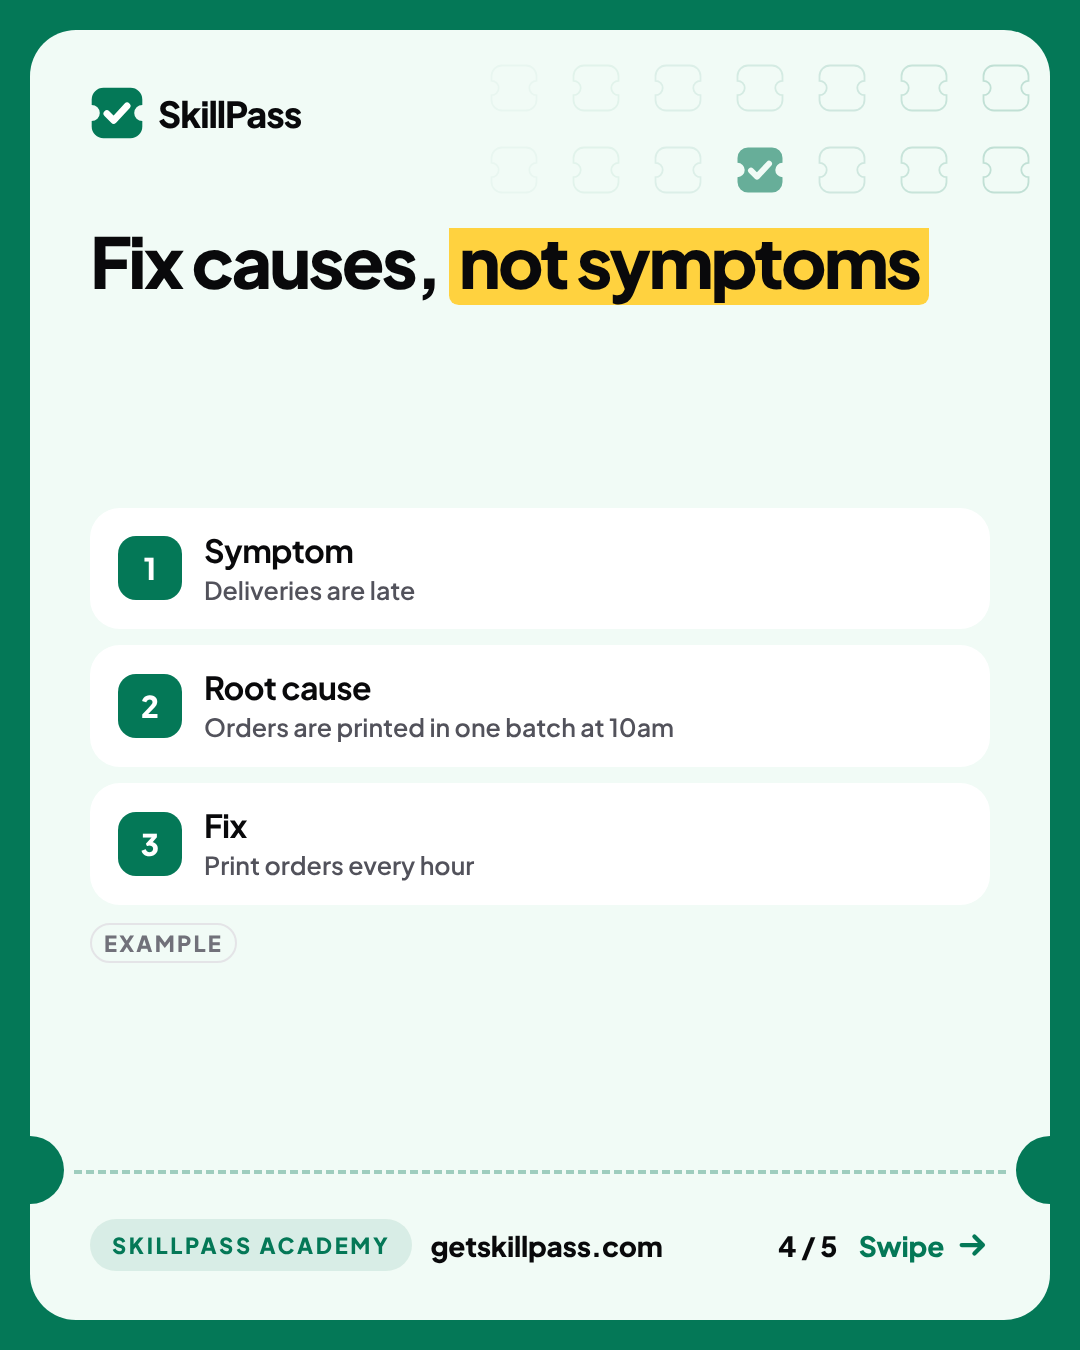 SkillPass
Fix causes, not symptoms
1
Symptom
Deliveries are late
2
Root cause
Orders are printed in one batch at 10am
3
Fix
Print orders every hour
EXAMPLE
SKILLPASS ACADEMY getskillpass.com 4 / 5 Swipe →